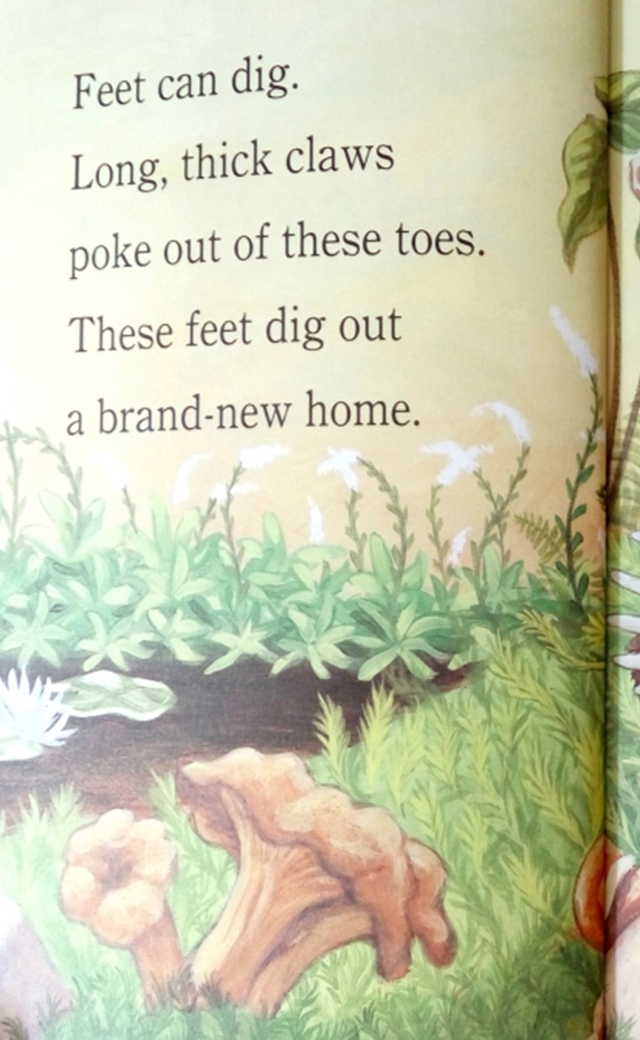 Feet can dig.
Long, thick claws
poke out of these toes.
These feet dig out
a brand-new home.